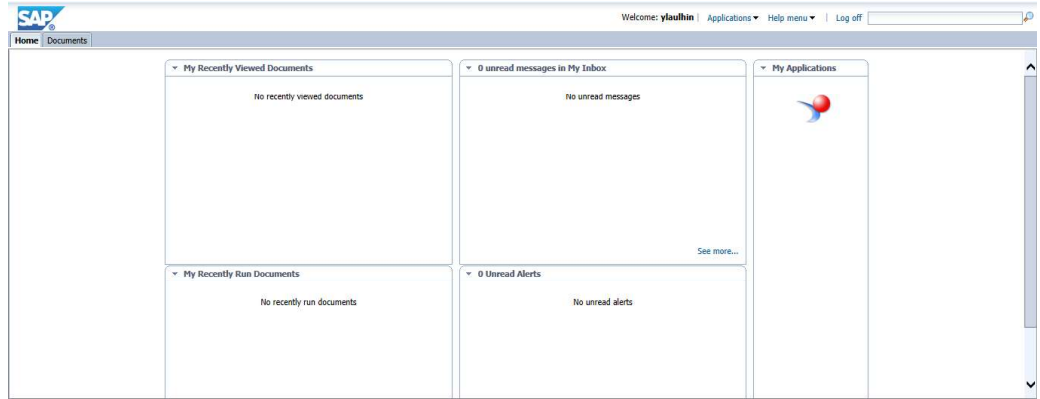 SAP
Welcome: ylaulhin | Applications Help menu | Log off
Home Documents
My Recently Viewed Documents
No recently viewed documents
0 unread messages in My Inbox
No unread messages
See more...
My Applications
My Recently Run Documents
No recently run documents
0 Unread Alerts
No unread alerts